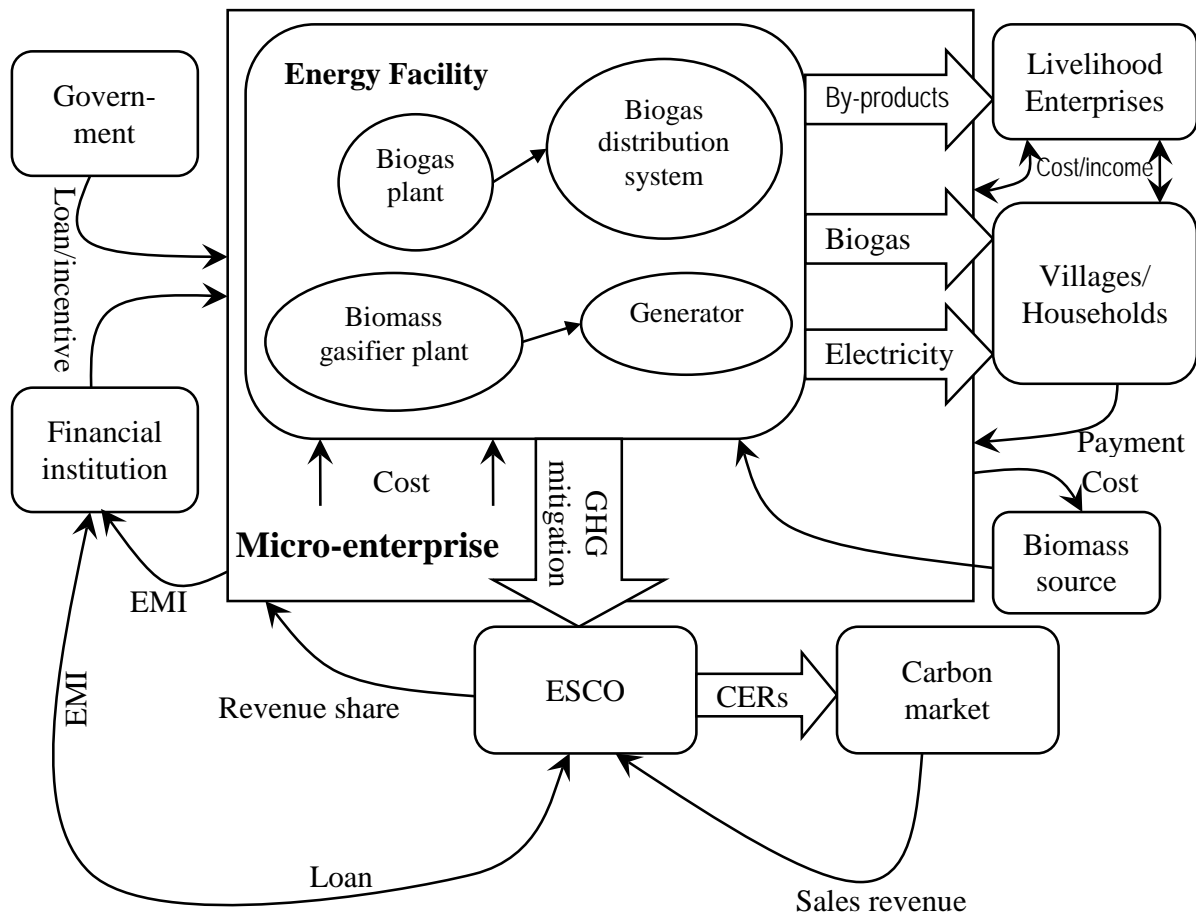 Govern-
ment
Loan/incentive
Financial
institution
EMI
EMI
Loan
Energy Facility
Biogas
plant
Biogas
distribution
system
Biomass
gasifier plant
Generator
Cost
Micro-enterprise
GHG
mitigation
By-products
Biogas
Electricity
Livelihood
Enterprises
Cost/income
Villages/
Households
Payment
Cost
Biomass
source
Revenue share
ESCO
CERs
Carbon
market
Sales revenue